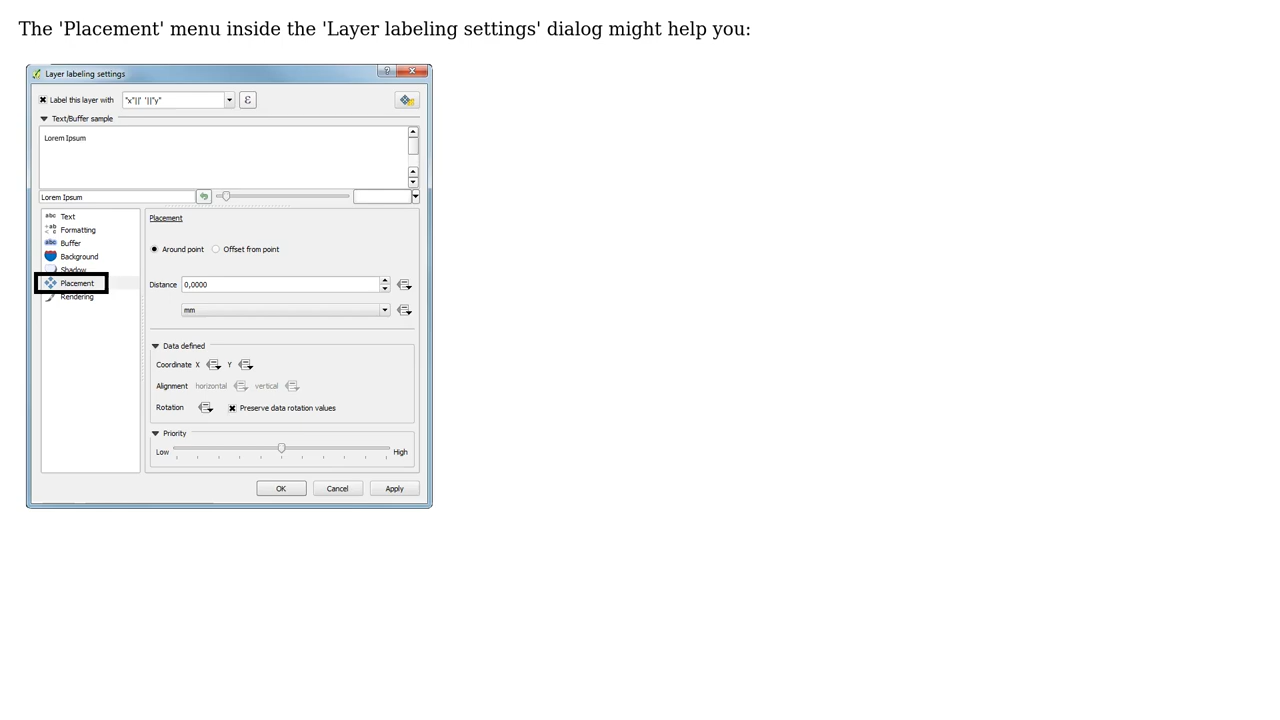 The 'Placement' menu inside the 'Layer labeling settings' dialog might help you:
Layer labeling settings
?
Label this layer with "x"||' '||"y" ε
Text/Buffer sample
Lorem Ipsum
Lorem Ipsum
abc Text
Formatting
abc Buffer
Background
Shadow
Placement
Rendering
Placement
Around point Offset from point
Distance 0,0000
mm
Data defined
Coordinate X Y
Alignment horizontal vertical
Rotation Preserve data rotation values
Priority
Low High
OK Cancel Apply